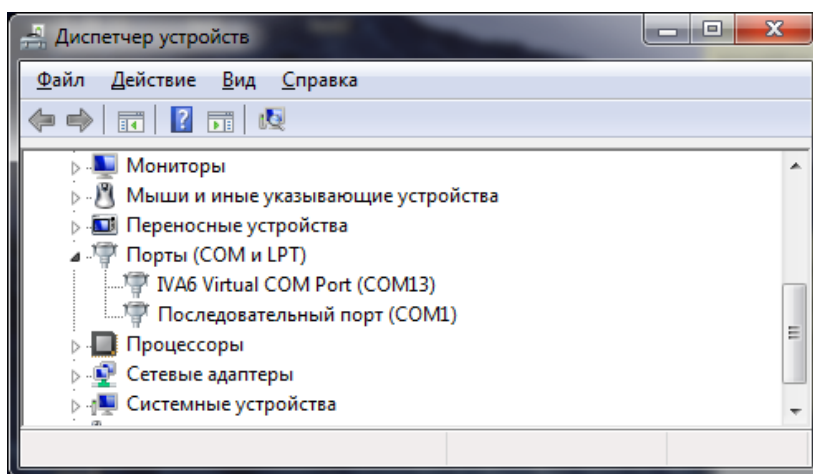 Диспетчер устройств
Файл Действие Вид Справка
Мониторы
Мыши и иные указывающие устройства
Переносные устройства
Порты (COM и LPT)
IVA6 Virtual COM Port (COM13)
Последовательный порт (COM1)
Процессоры
Сетевые адаптеры
Системные устройства